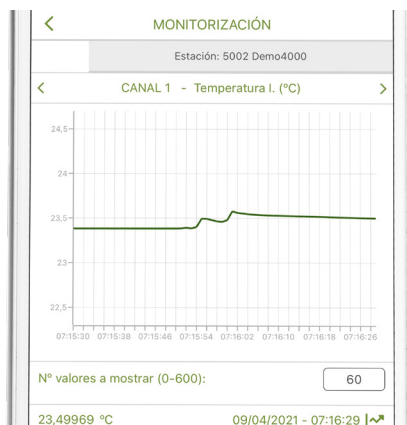 MONITORIZACIÓN
Estación: 5002 Demo4000
CANAL 1 - Temperatura I. (ºC)
24,5
24
23,5
23
22,5
07:15:30 07:15:38 07:15:46 07:15:54 07:16:02 07:16:10 07:16:18 07:16:26
Nº valores a mostrar (0-600): 60
23,49969 ºC 09/04/2021 - 07:16:29